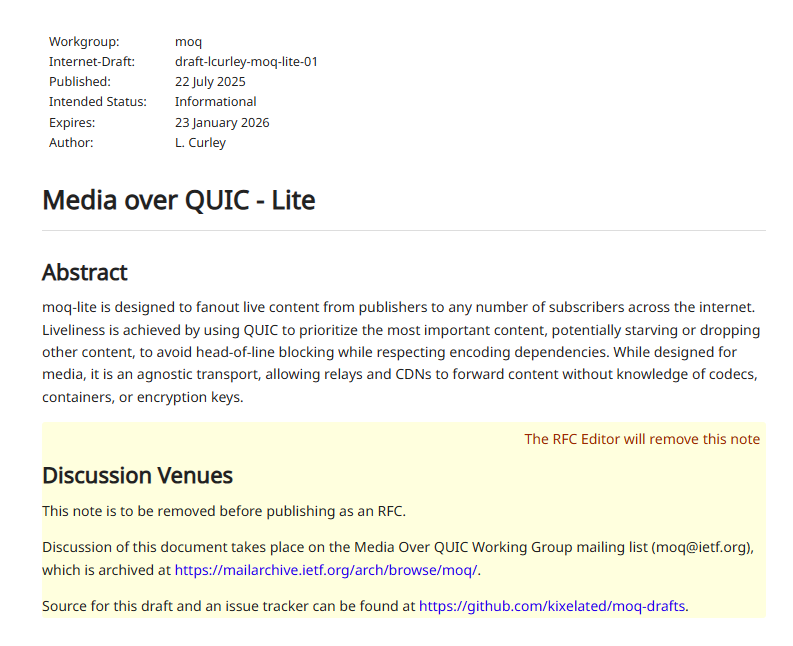 Workgroup: moq
Internet-Draft: draft-lcurley-moq-lite-01
Published: 22 July 2025
Intended Status: Informational
Expires: 23 January 2026
Author: L. Curley
Media over QUIC - Lite
Abstract
moq-lite is designed to fanout live content from publishers to any number of subscribers across the internet.
Liveliness is achieved by using QUIC to prioritize the most important content, potentially starving or dropping
other content, to avoid head-of-line blocking while respecting encoding dependencies. While designed for
media, it is an agnostic transport, allowing relays and CDNs to forward content without knowledge of codecs,
containers, or encryption keys.
The RFC Editor will remove this note
Discussion Venues
This note is to be removed before publishing as an RFC.
Discussion of this document takes place on the Media Over QUIC Working Group mailing list (moq@ietf.org),
which is archived at https://mailarchive.ietf.org/arch/browse/moq/.
Source for this draft and an issue tracker can be found at https://github.com/kixelated/moq-drafts.